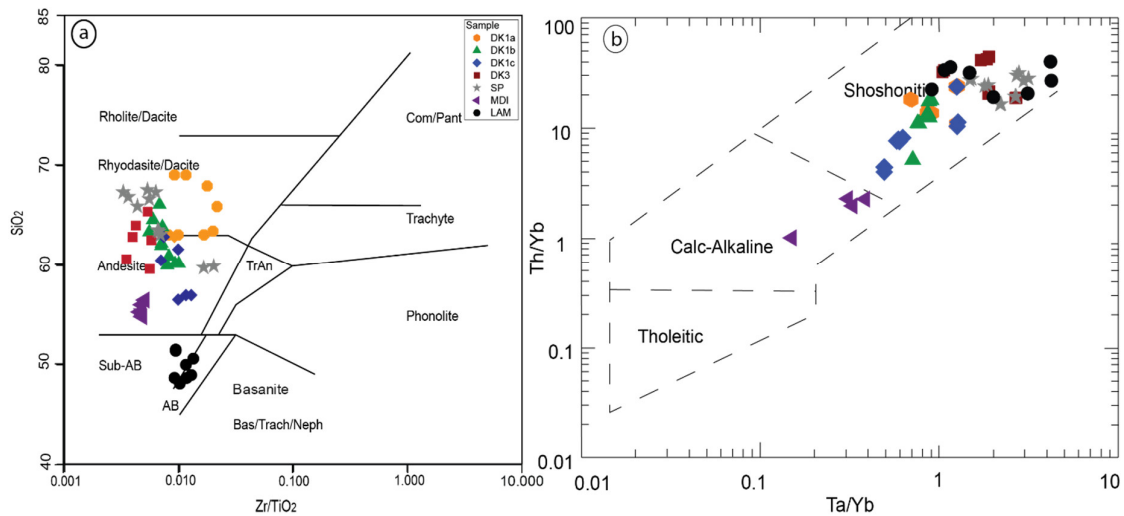 a
85
80
70
60
50
40
SiO2
0.001
0.010
0.100
1.000
10.000
Zr/TiO2
Rholite/Dacite
Com/Pant
Rhyodasite/Dacite
Trachyte
Andesite
TrAn
Phonolite
Sub-AB
AB
Basanite
Bas/Trach/Neph
Sample
DK1a
DK1b
DK1c
DK3
SP
MDI
LAM
b
100
10
1
0.1
0.01
Th/Yb
0.01
0.1
1
10
Ta/Yb
Shoshoniti
Calc-Alkaline
Tholeitic